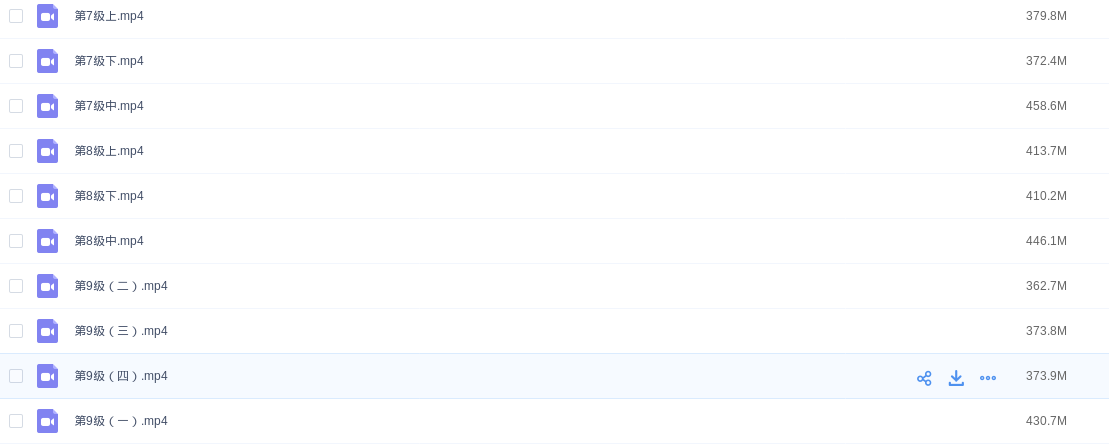 第7级上.mp4 379.8M
第7级下.mp4 372.4M
第7级中.mp4 458.6M
第8级上.mp4 413.7M
第8级下.mp4 410.2M
第8级中.mp4 446.1M
第9级（二）.mp4 362.7M
第9级（三）.mp4 373.8M
第9级（四）.mp4 373.9M
第9级（一）.mp4 430.7M